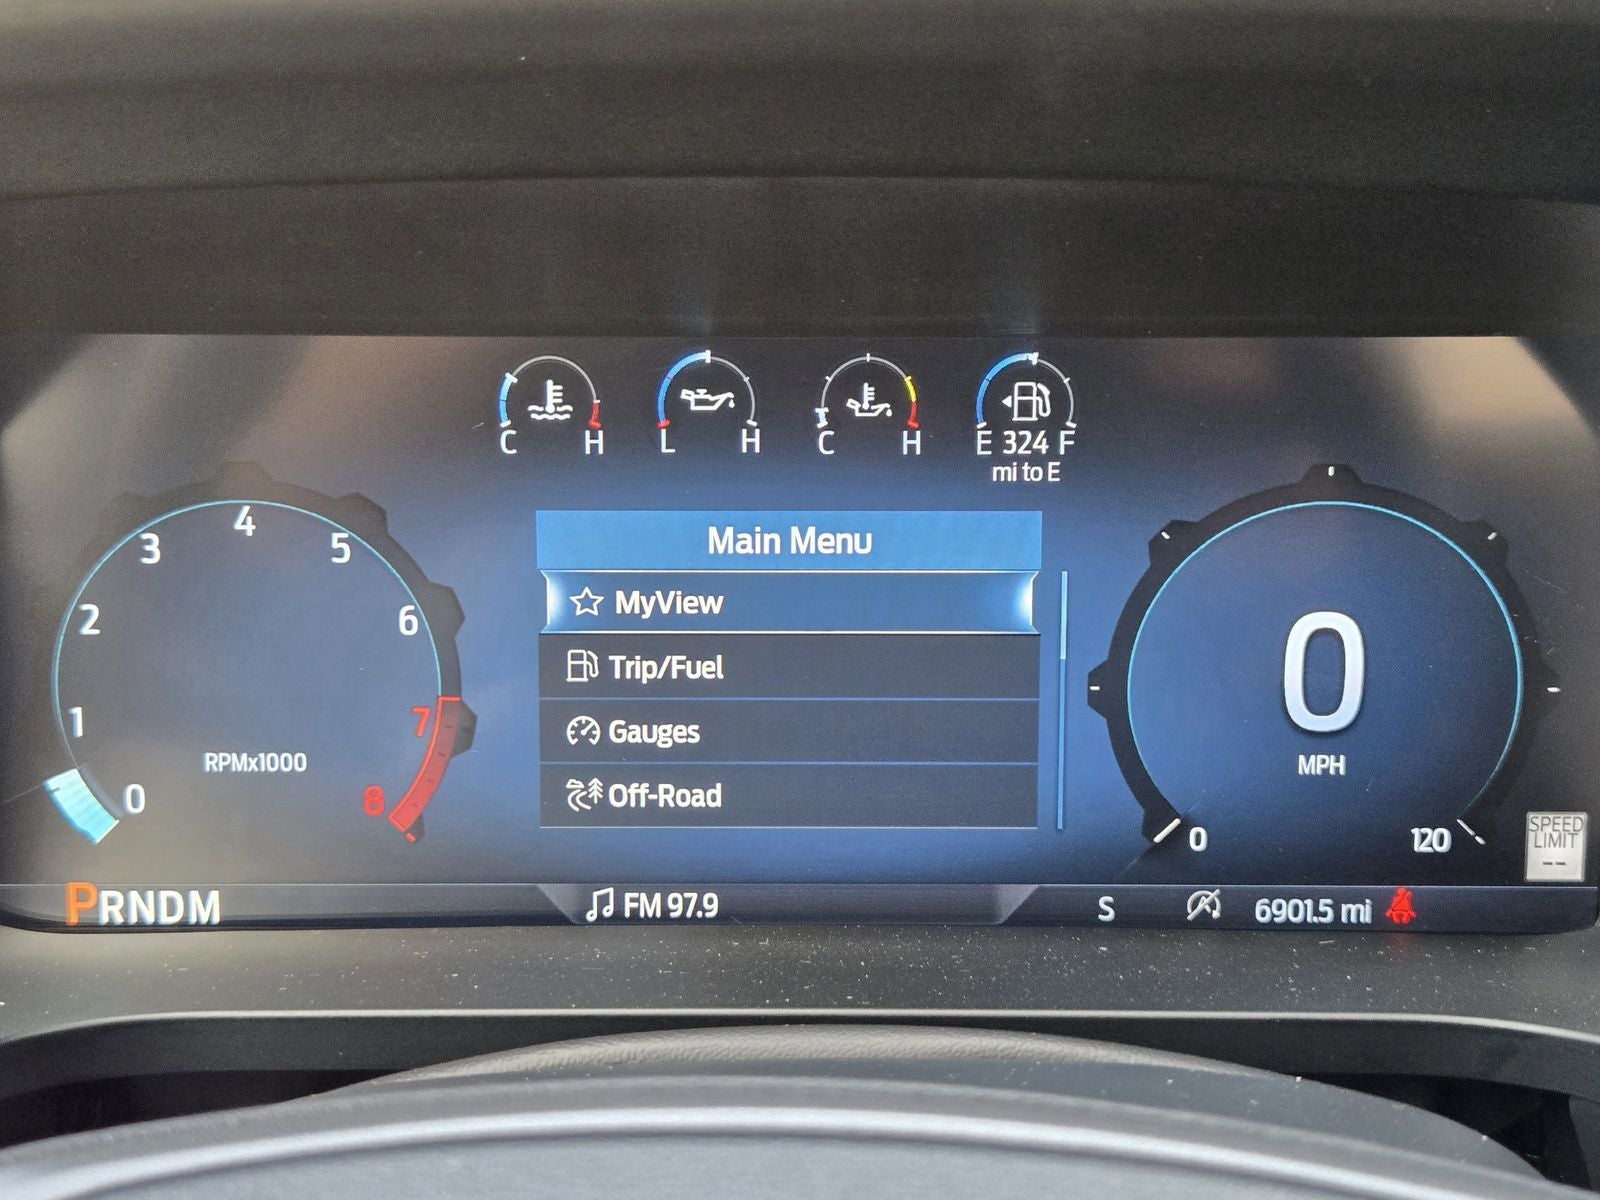 C H
L H
C H
E 324 F
mi to E
Main Menu
MyView
Trip/Fuel
Gauges
Off-Road
0
1
2
3
4
5
6
7
8
RPMx1000
0
MPH
0
120
SPEED
LIMIT
--
PRNDM
FM 97.9
S
6901.5 mi